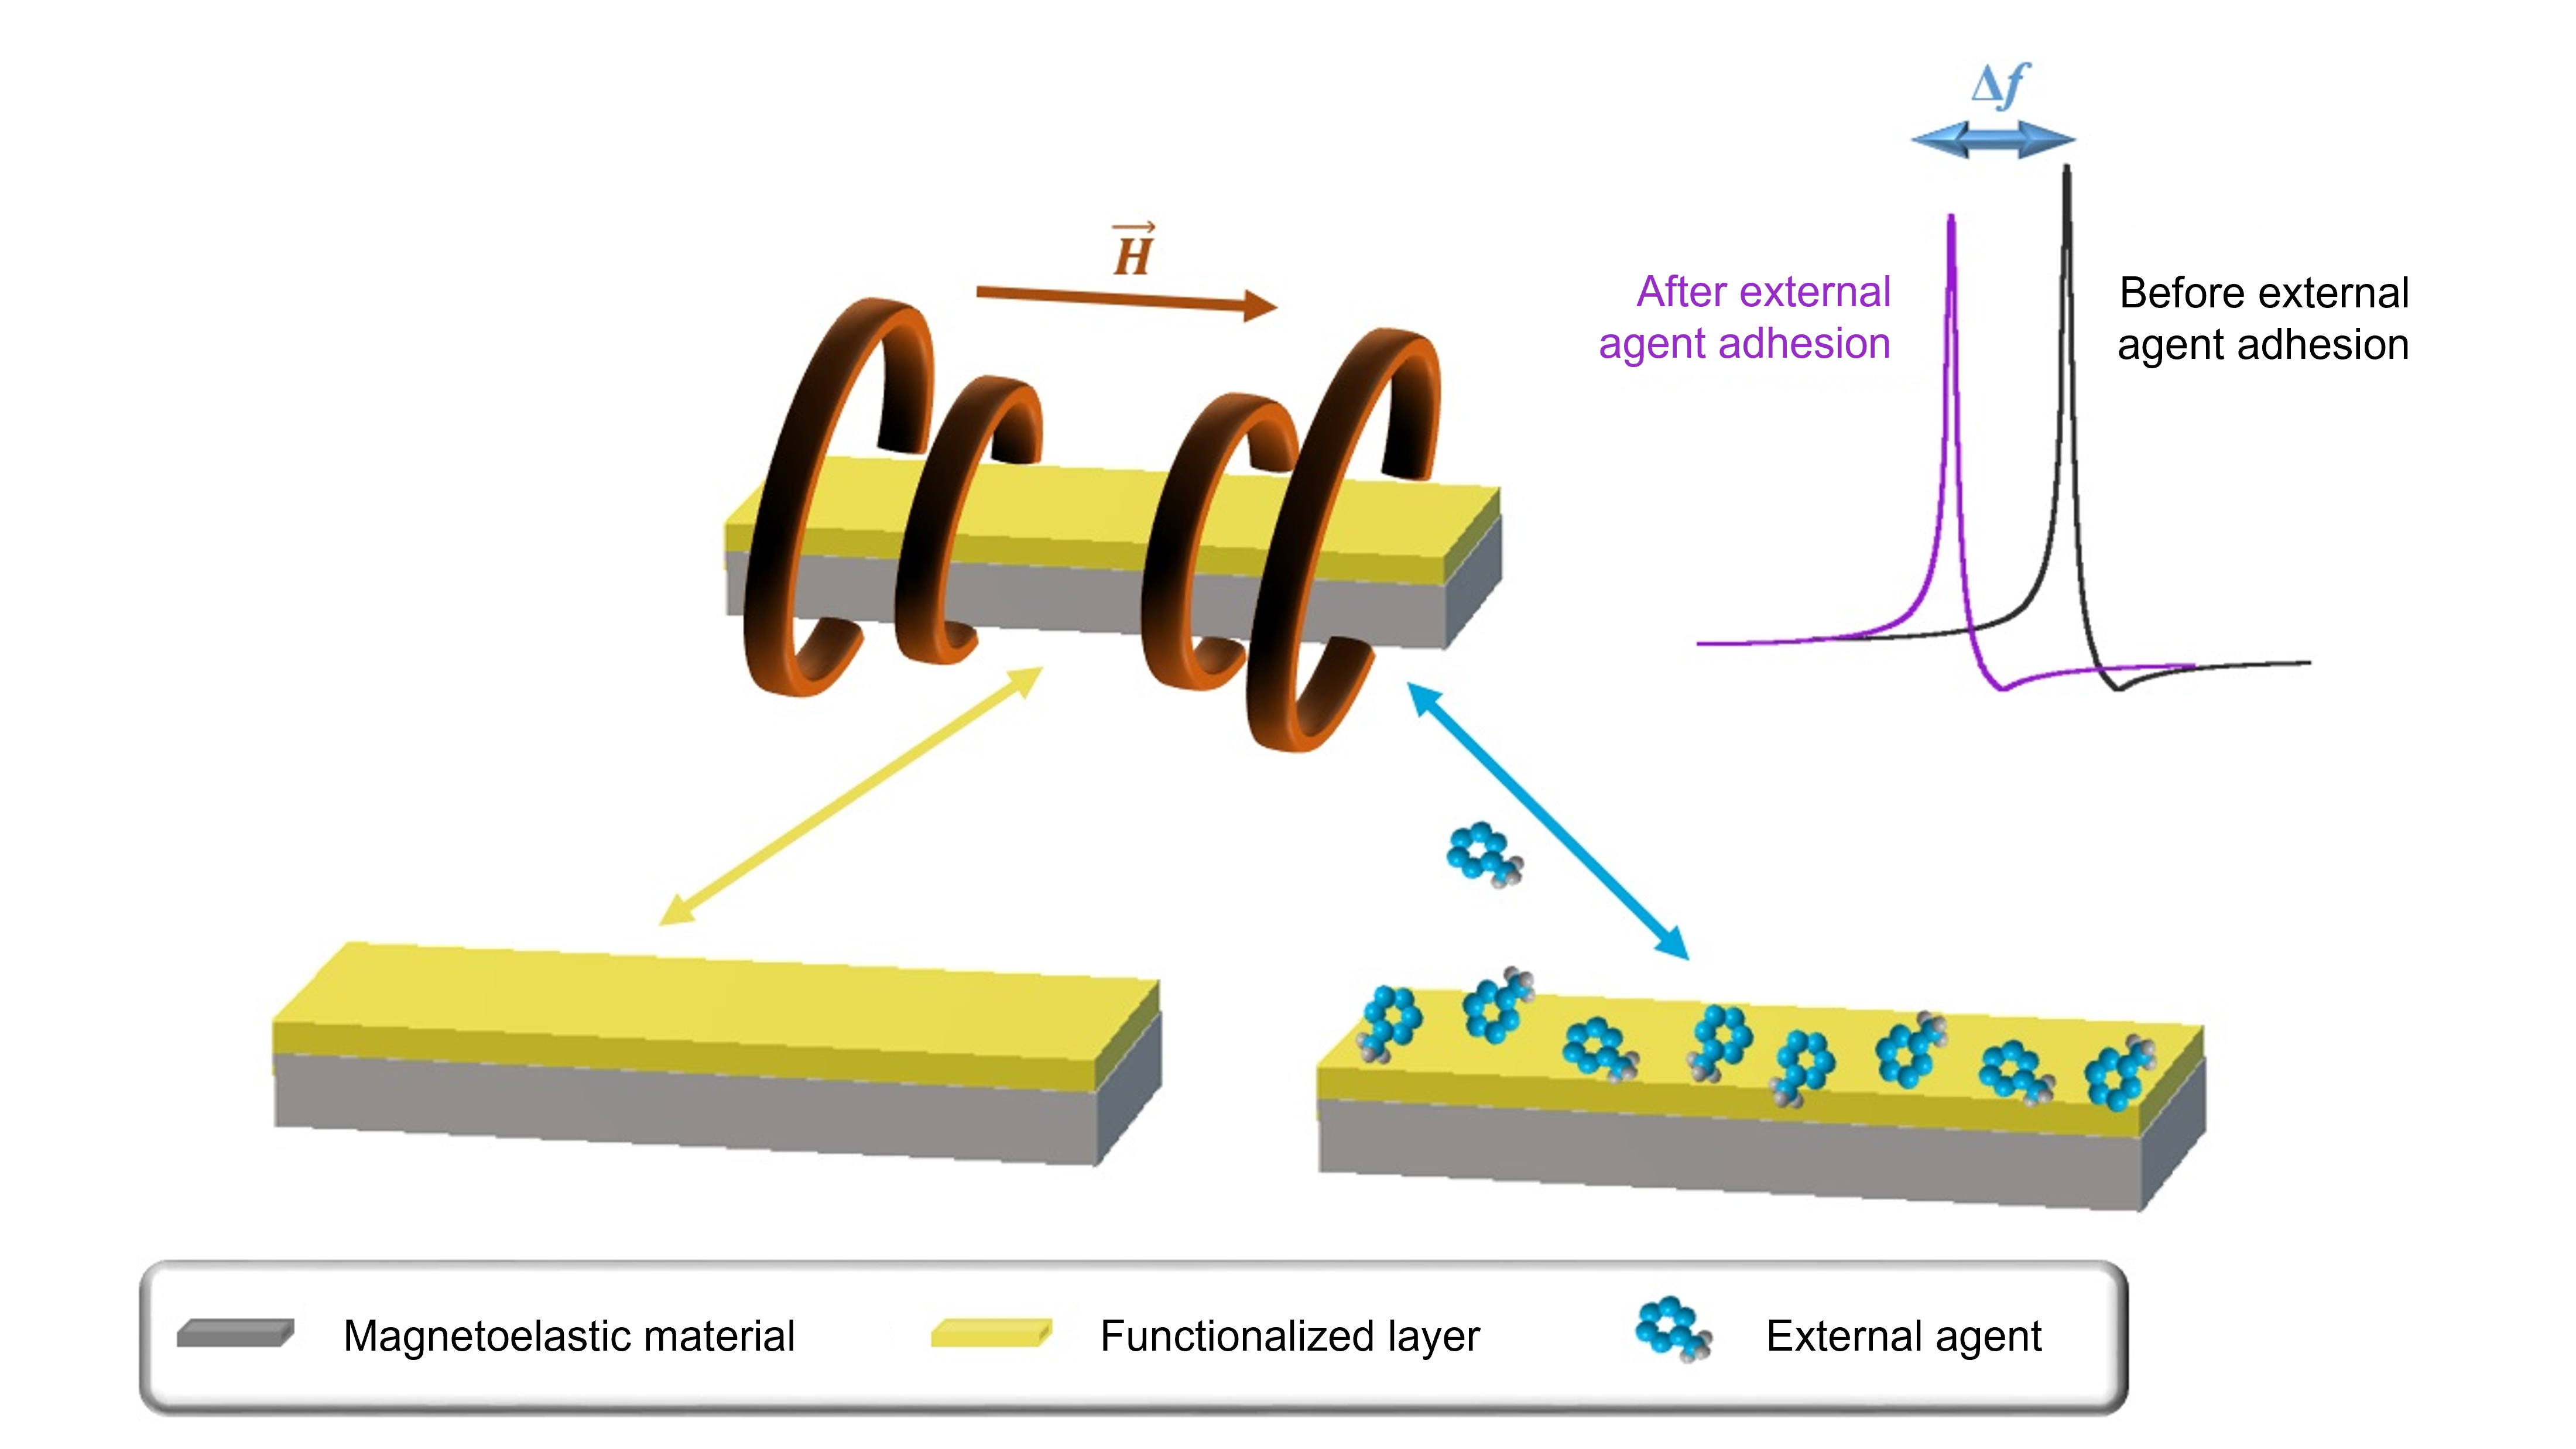 Δf
H
After external
agent adhesion
Before external
agent adhesion
Magnetoelastic material
Functionalized layer
External agent